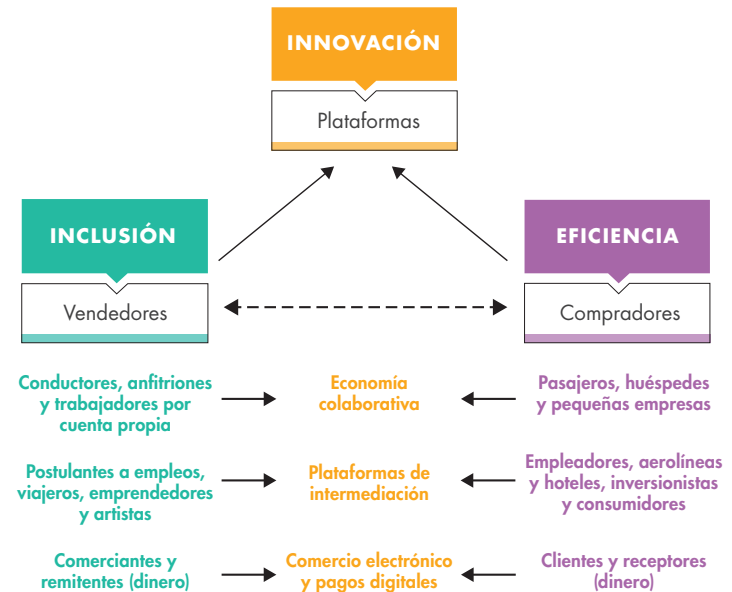 INNOVACIÓN
Plataformas
INCLUSIÓN
Vendedores
EFICIENCIA
Compradores
Conductores, anfitriones
y trabajadores por
cuenta propia
Economía
colaborativa
Pasajeros, huéspedes
y pequeñas empresas
Postulantes a empleos,
viajeros, emprendedores
y artistas
Plataformas de
intermediación
Empleadores, aerolíneas
y hoteles, inversionistas
y consumidores
Comerciantes y
remitentes (dinero)
Comercio electrónico
y pagos digitales
Clientes y receptores
(dinero)